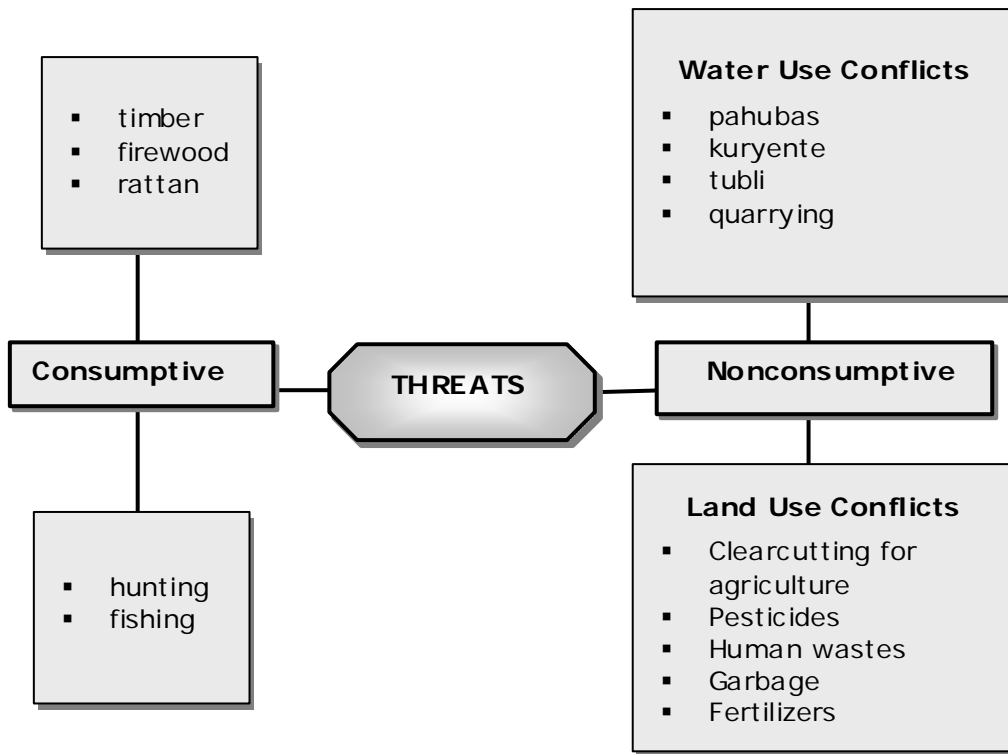 ▪ timber
▪ firewood
▪ rattan
Consumptive
▪ hunting
▪ fishing
THREATS
Water Use Conflicts
▪ pahubas
▪ kuryente
▪ tubli
▪ quarrying
Nonconsumptive
Land Use Conflicts
▪ Clearcutting for
agriculture
▪ Pesticides
▪ Human wastes
▪ Garbage
▪ Fertilizers